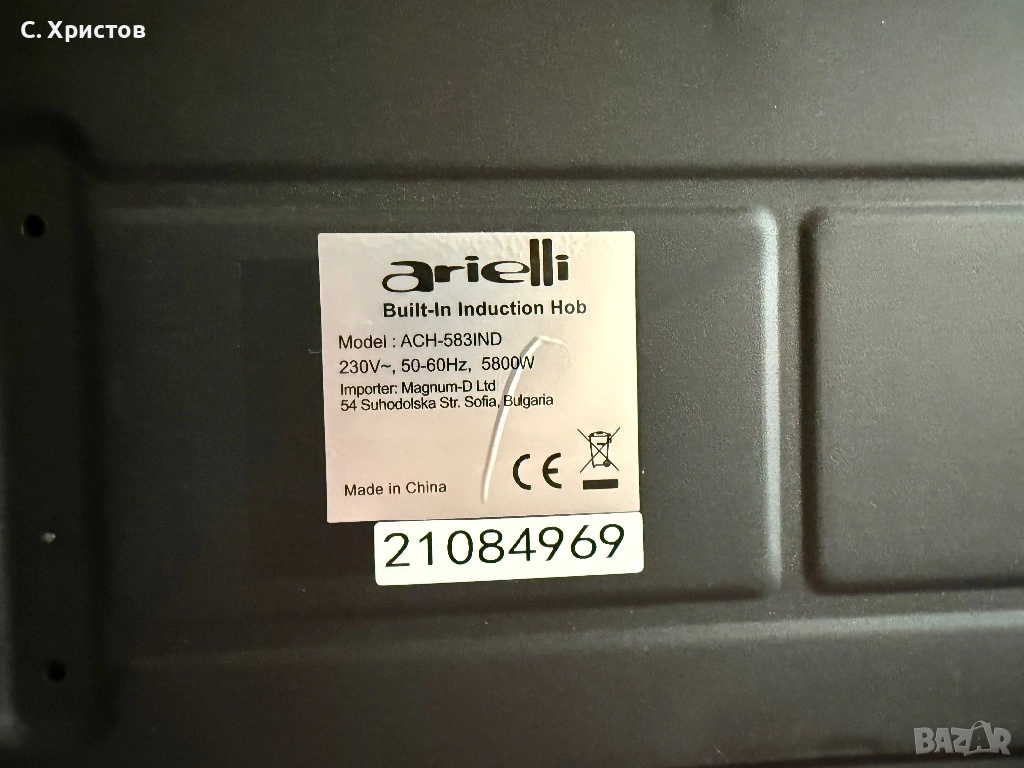 С. Христов
arielli
Built-In Induction Hob
Model : ACH-583IND
230V~, 50-60Hz, 5800W
Importer: Magnum-D Ltd
54 Suhodolska Str. Sofia, Bulgaria
CE
Made in China
21084969
BAZAR